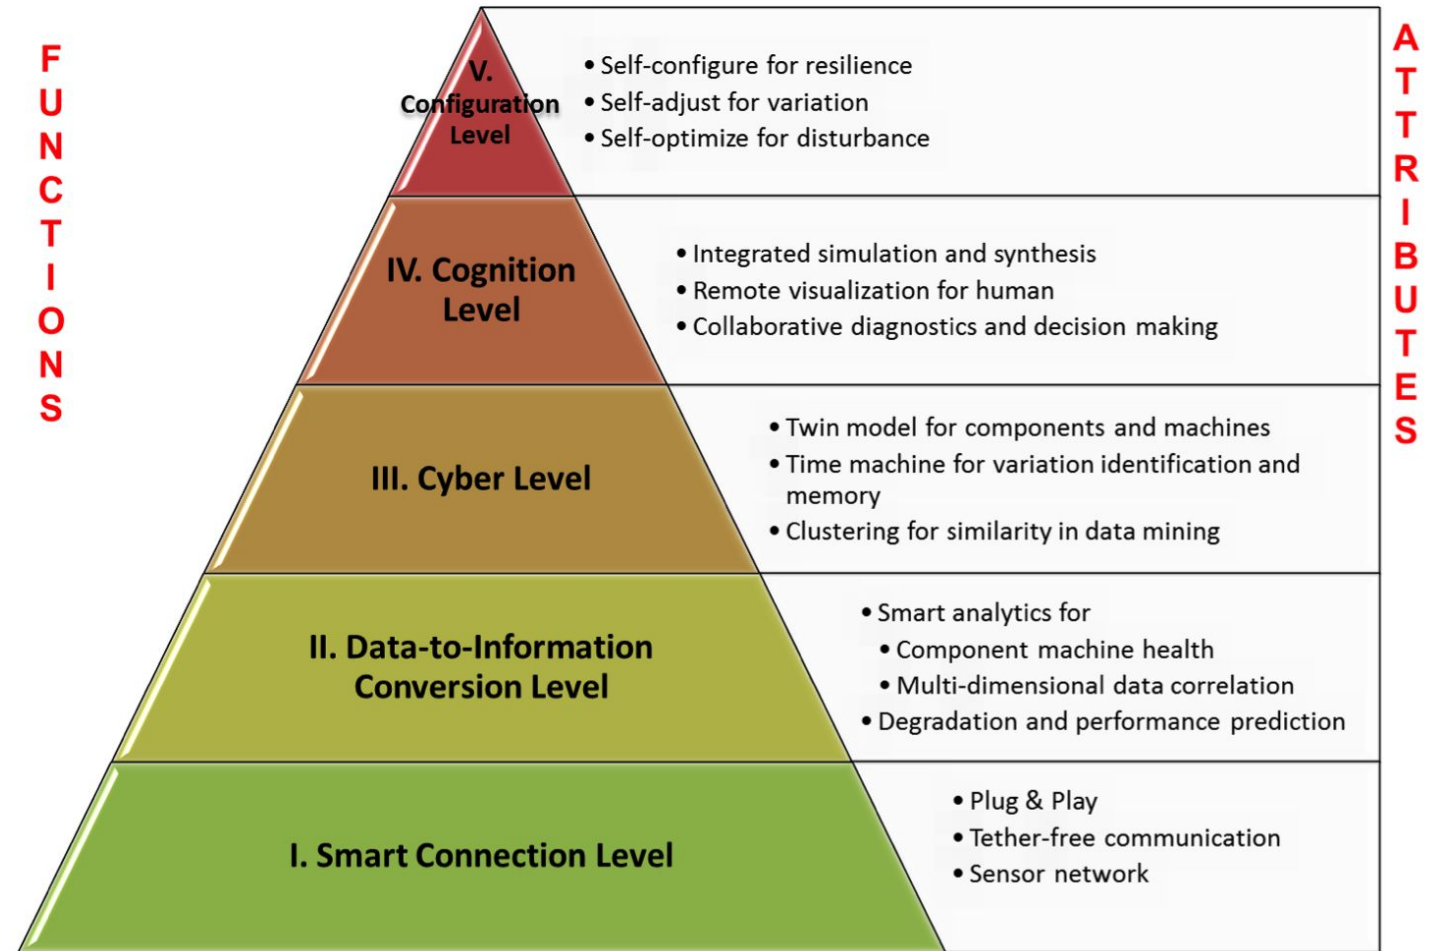 FUNCTIONS
ATTRIBUTES
V.
Configuration
Level
• Self-configure for resilience
• Self-adjust for variation
• Self-optimize for disturbance
IV. Cognition
Level
• Integrated simulation and synthesis
• Remote visualization for human
• Collaborative diagnostics and decision making
III. Cyber Level
• Twin model for components and machines
• Time machine for variation identification and
memory
• Clustering for similarity in data mining
II. Data-to-Information
Conversion Level
• Smart analytics for
• Component machine health
• Multi-dimensional data correlation
• Degradation and performance prediction
I. Smart Connection Level
• Plug & Play
• Tether-free communication
• Sensor network